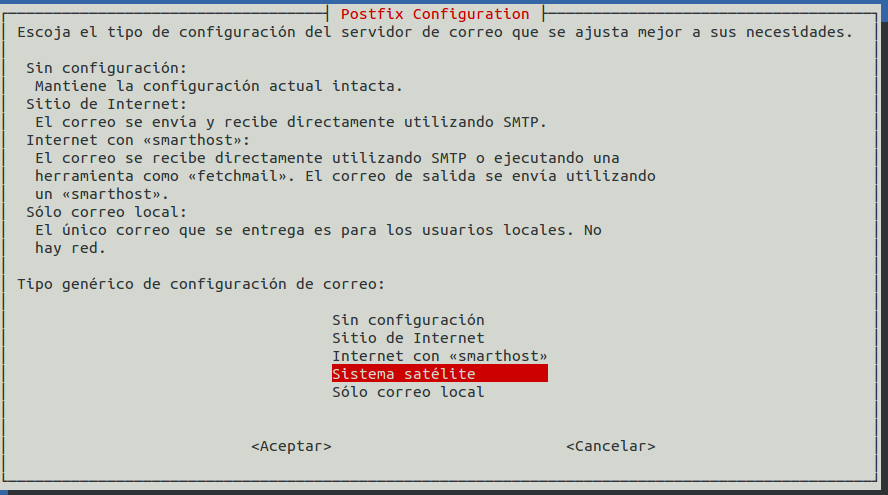 Postfix Configuration
Escoja el tipo de configuración del servidor de correo que se ajusta mejor a sus necesidades.
Sin configuración:
Mantiene la configuración actual intacta.
Sitio de Internet:
El correo se envía y recibe directamente utilizando SMTP.
Internet con «smarthost»:
El correo se recibe directamente utilizando SMTP o ejecutando una
herramienta como «fetchmail». El correo de salida se envía utilizando
un «smarthost».
Sólo correo local:
El único correo que se entrega es para los usuarios locales. No
hay red.
Tipo genérico de configuración de correo:
Sin configuración
Sitio de Internet
Internet con «smarthost»
Sistema satélite
Sólo correo local
<Aceptar> <Cancelar>